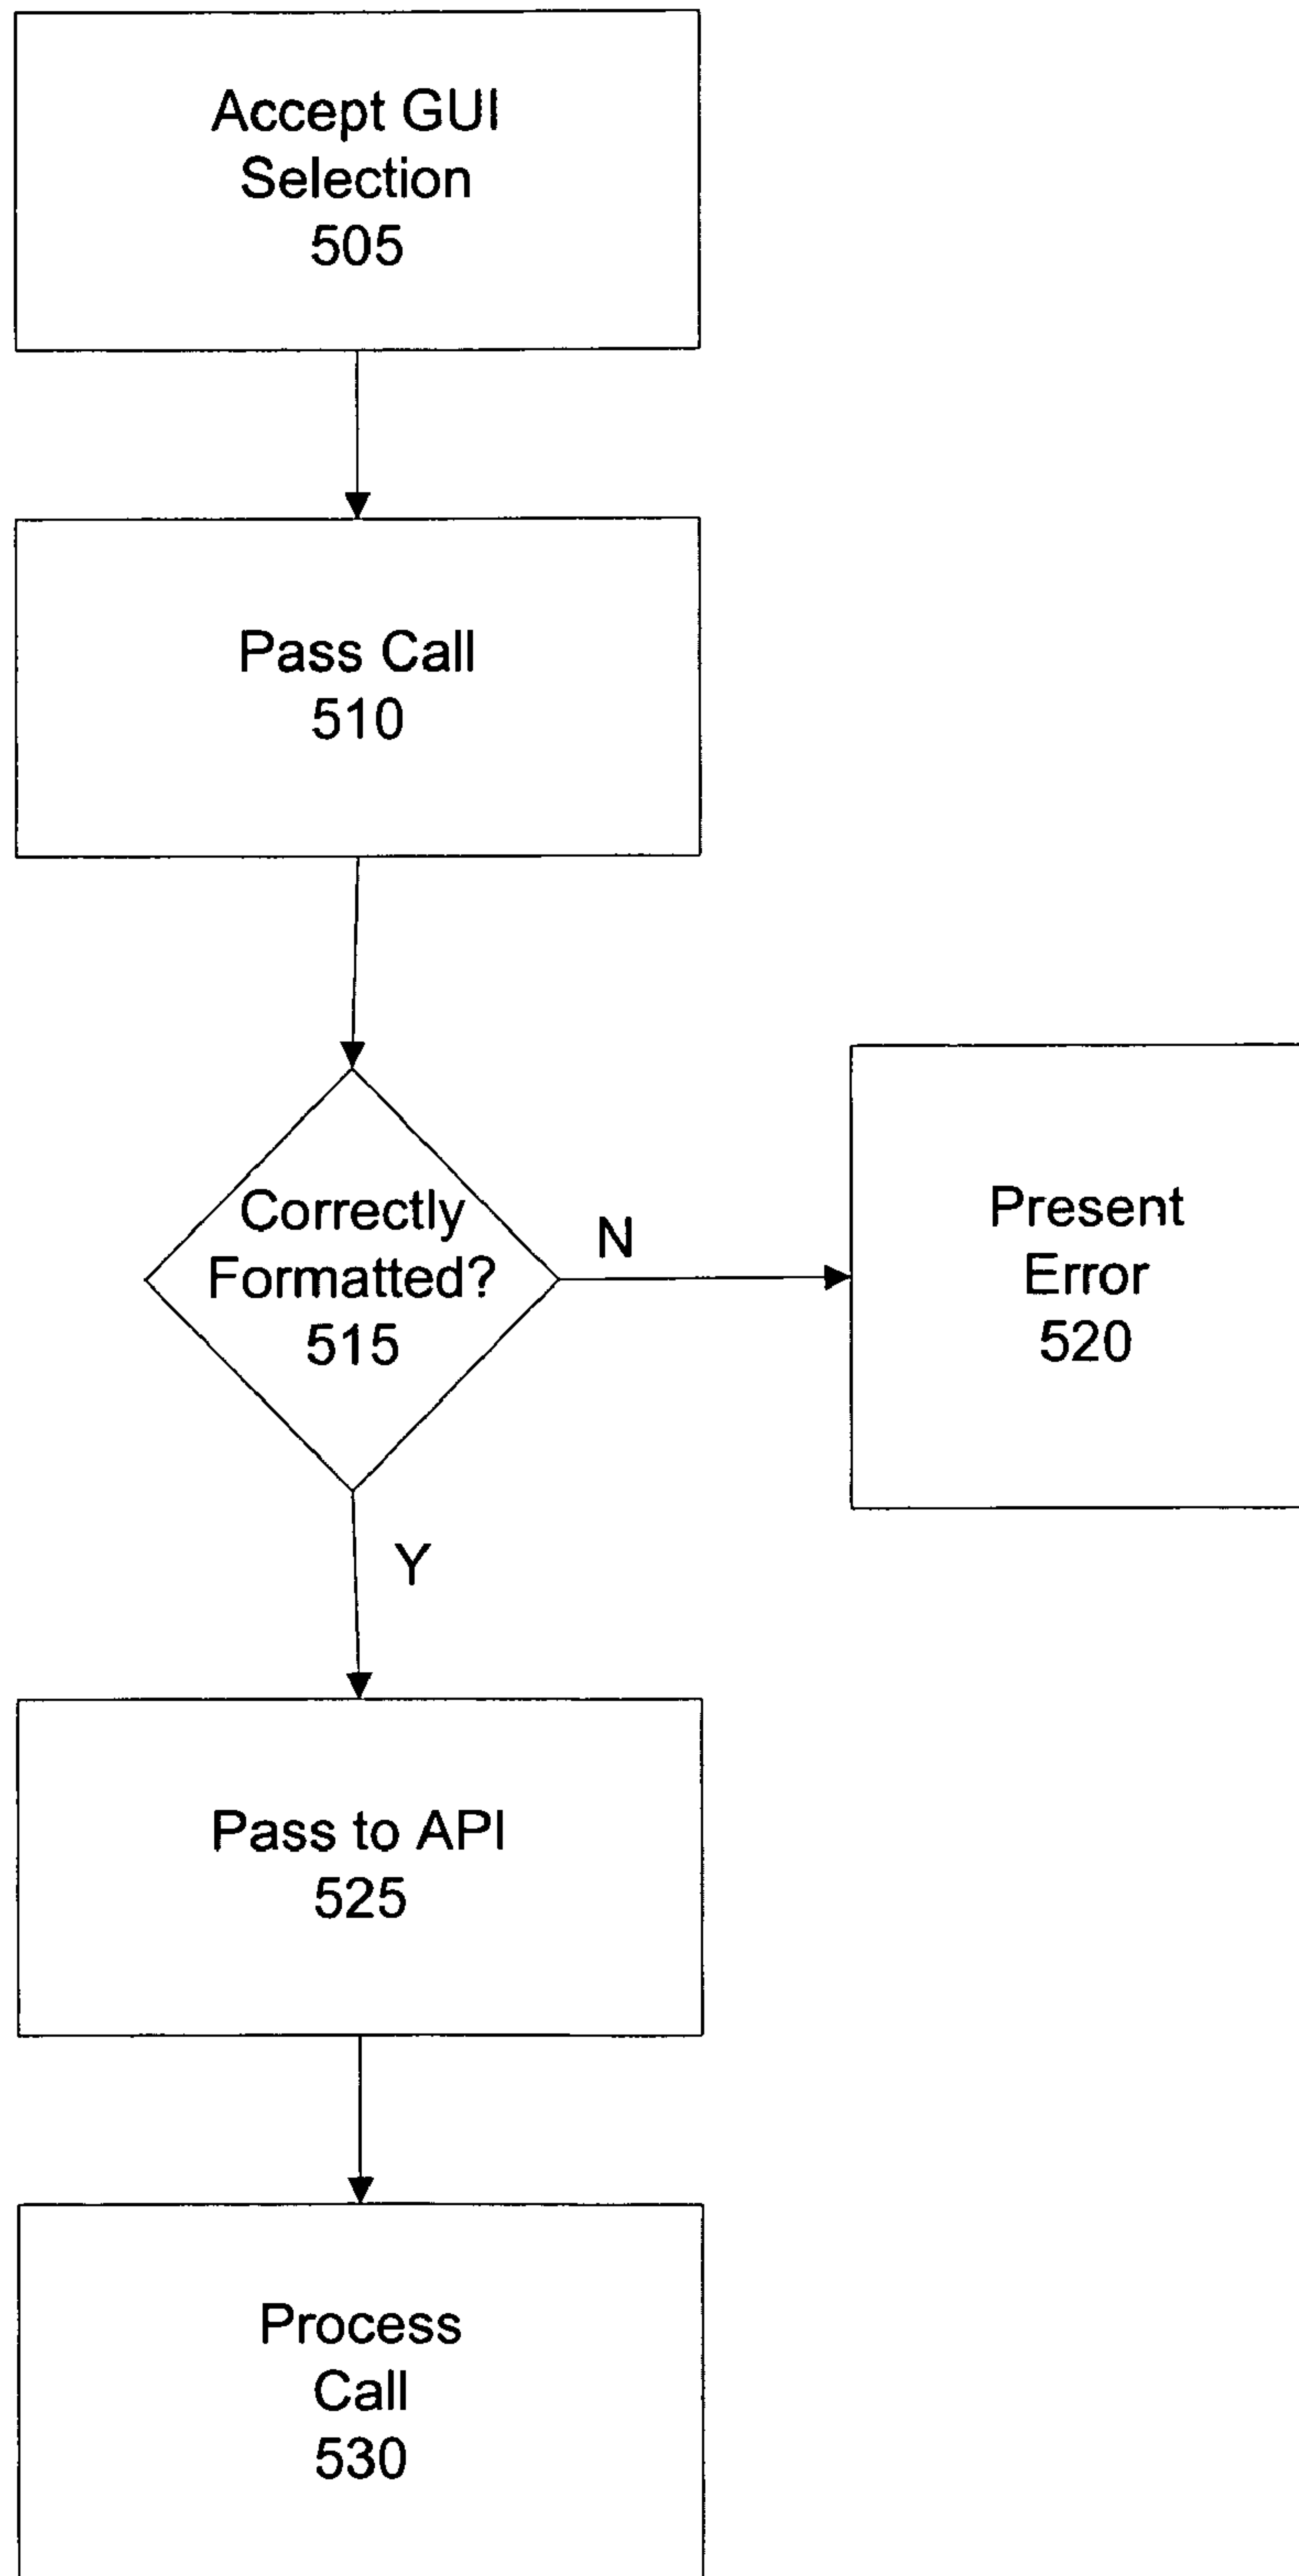 Accept GUI
Selection
505
Pass Call
510
Correctly
Formatted?
515
N
Present
Error
520
Y
Pass to API
525
Process
Call
530